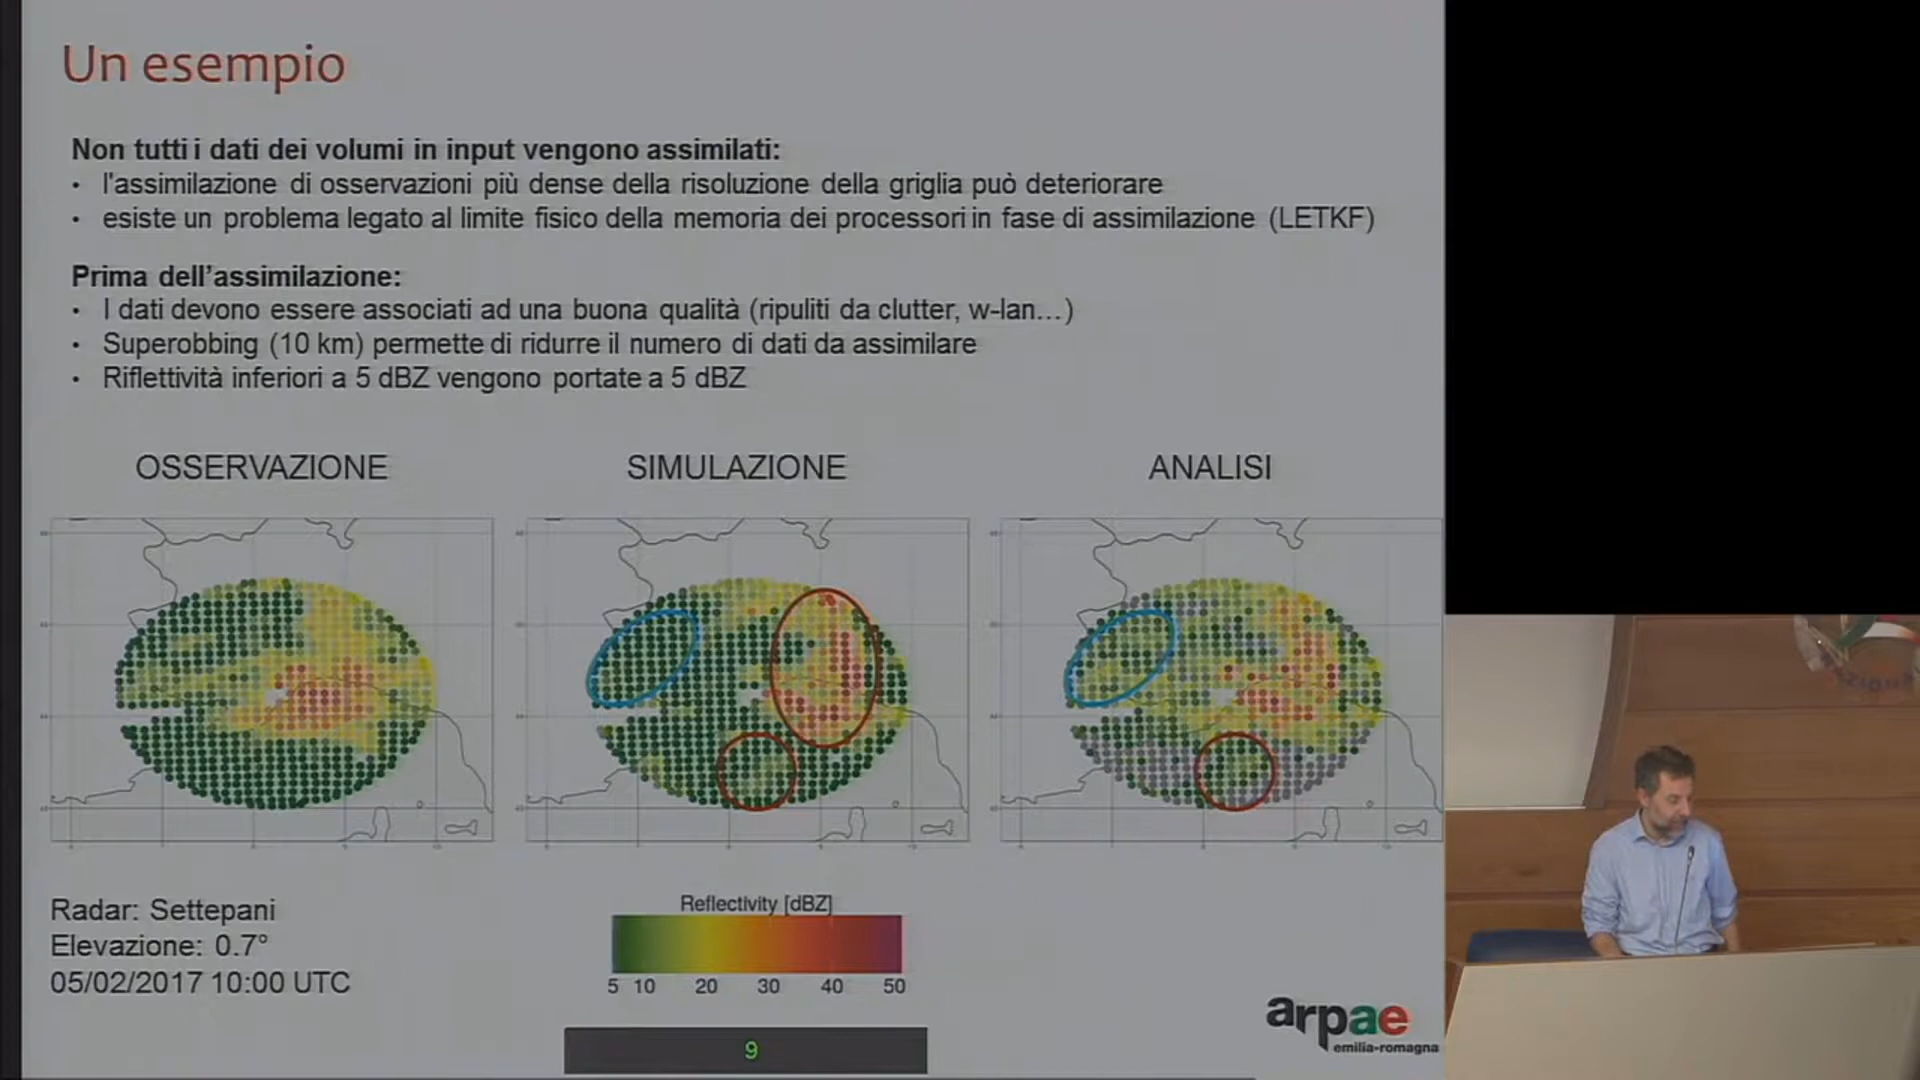 Un esempio
Non tutti i dati dei volumi in input vengono assimilati:
• l'assimilazione di osservazioni più dense della risoluzione della griglia può deteriorare
• esiste un problema legato al limite fisico della memoria dei processori in fase di assimilazione (LETKF)
Prima dell'assimilazione:
• I dati devono essere associati ad una buona qualità (ripuliti da clutter, w-lan...)
• Superobbing (10 km) permette di ridurre il numero di dati da assimilare
• Riflettività inferiori a 5 dBZ vengono portate a 5 dBZ
OSSERVAZIONE SIMULAZIONE ANALISI
Radar: Settepani
Elevazione: 0.7°
05/02/2017 10:00 UTC
Reflectivity [dBZ]
5 10 20 30 40 50
arpae
emilia-romagna
9